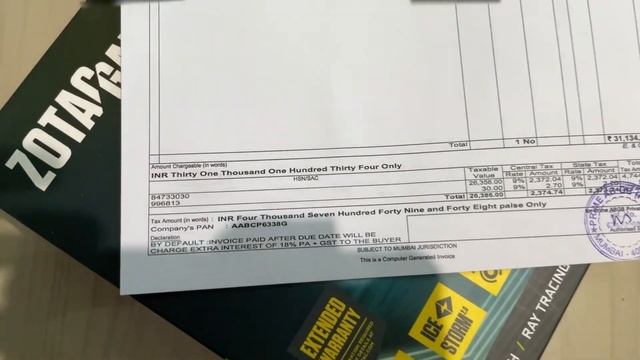 ZOTAC
GA
Total
1 No
₹ 31,134.
E. &
Amount Chargeable (in words)
INR Thirty One Thousand One Hundred Thirty Four Only
HSN/SAC
Taxable Value
Central Tax
State Tax
Rate
Amount
Rate
Amount
84733030
26,356.00
9%
2,372.04
9%
2,372.04
4,744
996813
30.00
9%
2.70
9%
Total
26,386.00
2,374.74
Tax Amount (in words) : INR Four Thousand Seven Hundred Forty Nine and Forty Eight paise Only
Company's PAN : AABCP6338G
Declaration
BY DEFAULT :INVOICE PAID AFTER DUE DATE WILL BE
CHARGE EXTRA INTEREST OF 18% PA + GST TO THE BUYER
SUBJECT TO MUMBAI JURISDICTION
This is a Computer Generated Invoice
PRIME
MUMBAI
EXTENDED
WARRANTY
ICE
STORM
/ RAY TRACING